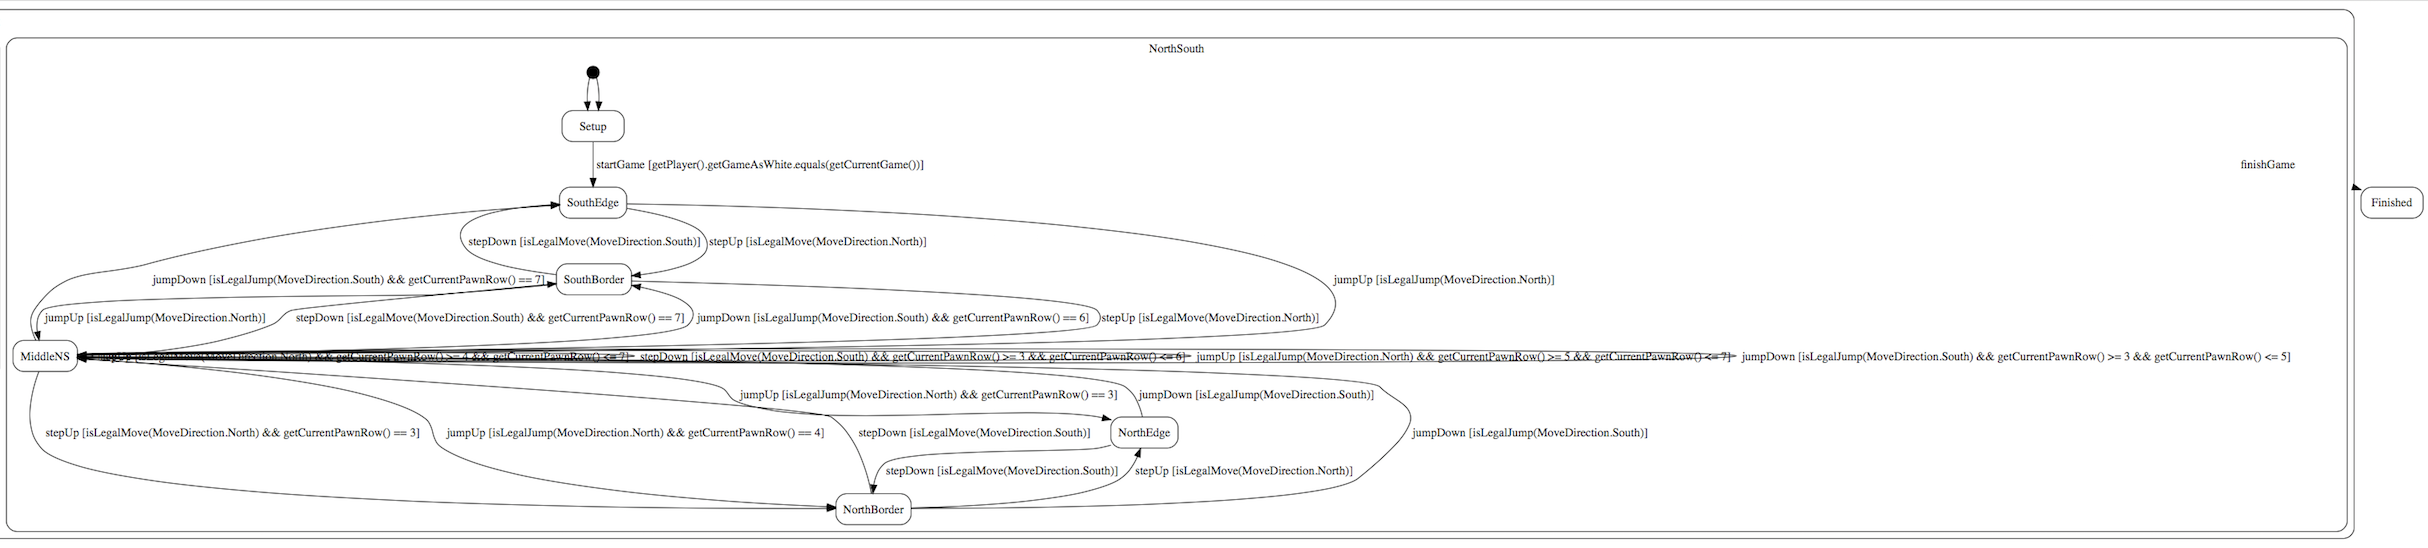 NorthSouth
Setup
startGame [getPlayer().getGameAsWhite.equals(getCurrentGame())]
finishGame
SouthEdge
Finished
stepDown [isLegalMove(MoveDirection.South)]
stepUp [isLegalMove(MoveDirection.North)]
jumpDown [isLegalJump(MoveDirection.South) && getCurrentPawnRow() == 7]
SouthBorder
jumpUp [isLegalJump(MoveDirection.North)]
jumpUp [isLegalJump(MoveDirection.North)]
stepDown [isLegalMove(MoveDirection.South) && getCurrentPawnRow() == 7]
jumpDown [isLegalJump(MoveDirection.South) && getCurrentPawnRow() == 6]
stepUp [isLegalMove(MoveDirection.North)]
MiddleNS
stepUp [isLegalMove(MoveDirection.North) && getCurrentPawnRow() >= 4 && getCurrentPawnRow() <= 7]
stepDown [isLegalMove(MoveDirection.South) && getCurrentPawnRow() >= 3 && getCurrentPawnRow() <= 6]
jumpUp [isLegalJump(MoveDirection.North) && getCurrentPawnRow() >= 5 && getCurrentPawnRow() <= 7]
jumpDown [isLegalJump(MoveDirection.South) && getCurrentPawnRow() >= 3 && getCurrentPawnRow() <= 5]
jumpUp [isLegalJump(MoveDirection.North) && getCurrentPawnRow() == 3]
jumpDown [isLegalJump(MoveDirection.South)]
stepUp [isLegalMove(MoveDirection.North) && getCurrentPawnRow() == 3]
jumpUp [isLegalJump(MoveDirection.North) && getCurrentPawnRow() == 4]
stepDown [isLegalMove(MoveDirection.South)]
NorthEdge
jumpDown [isLegalJump(MoveDirection.South)]
stepDown [isLegalMove(MoveDirection.South)]
stepUp [isLegalMove(MoveDirection.North)]
NorthBorder